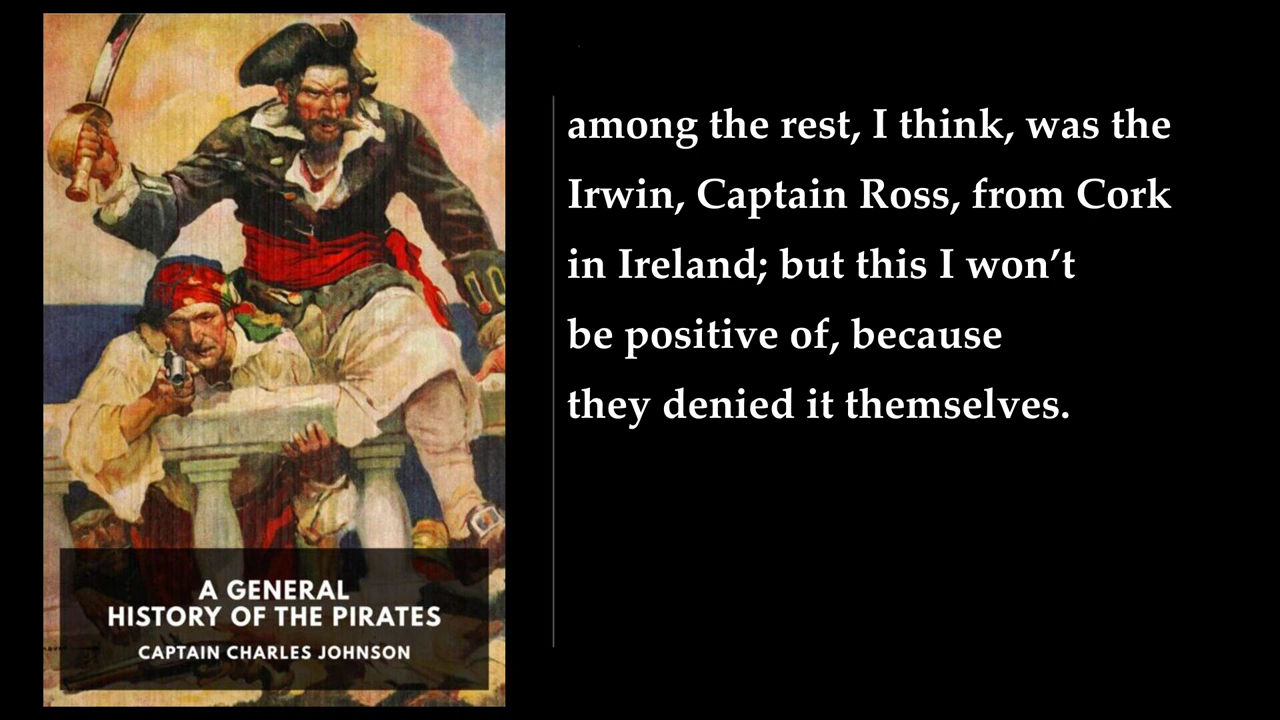 among the rest, I think, was the
Irwin, Captain Ross, from Cork
in Ireland; but this I won’t
be positive of, because
they denied it themselves.
A GENERAL
HISTORY OF THE PIRATES
CAPTAIN CHARLES JOHNSON